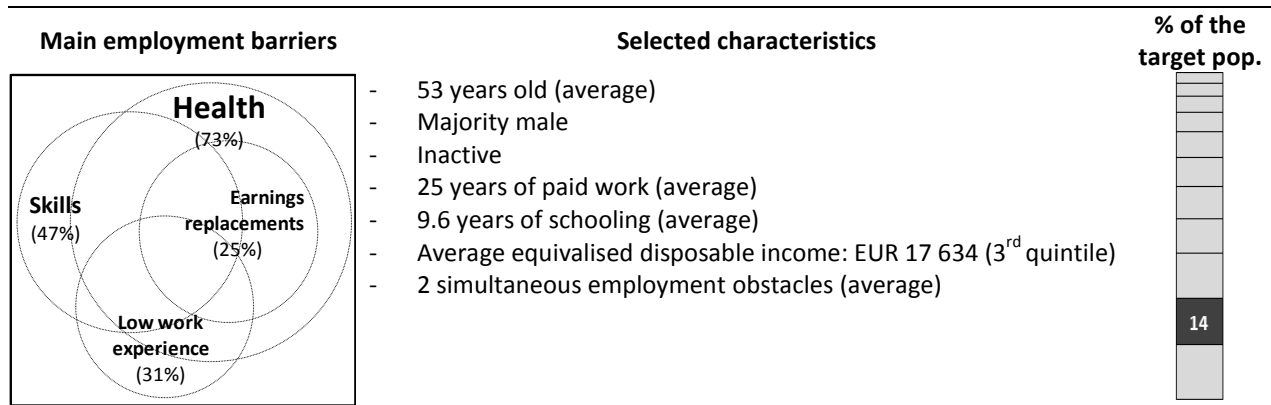 Main employment barriers
Selected characteristics
% of the
target pop.
Health
(73%)
Skills
(47%)
Earnings
replacements
(25%)
Low work
experience
(31%)
- 53 years old (average)
- Majority male
- Inactive
- 25 years of paid work (average)
- 9.6 years of schooling (average)
- Average equivalised disposable income: EUR 17 634 (3rd quintile)
- 2 simultaneous employment obstacles (average)
14